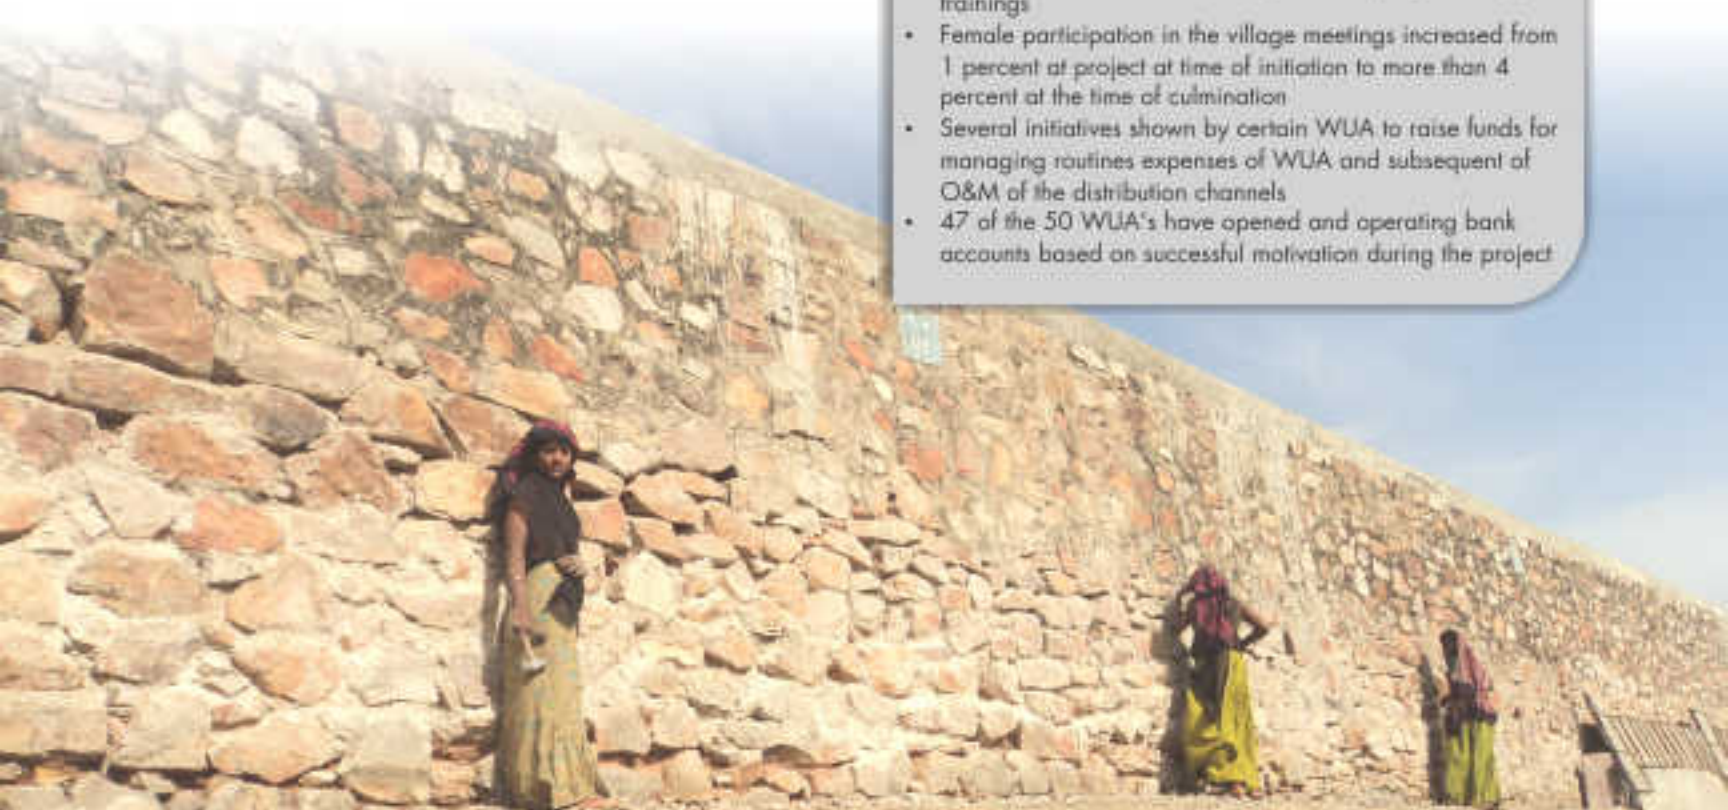 trainings
• Female participation in the village meetings increased from
1 percent at project at time of initiation to more than 4
percent at the time of culmination
• Several initiatives shown by certain WUA to raise funds for
managing routines expenses of WUA and subsequent of
O&M of the distribution channels
• 47 of the 50 WUA's have opened and operating bank
accounts based on successful motivation during the project